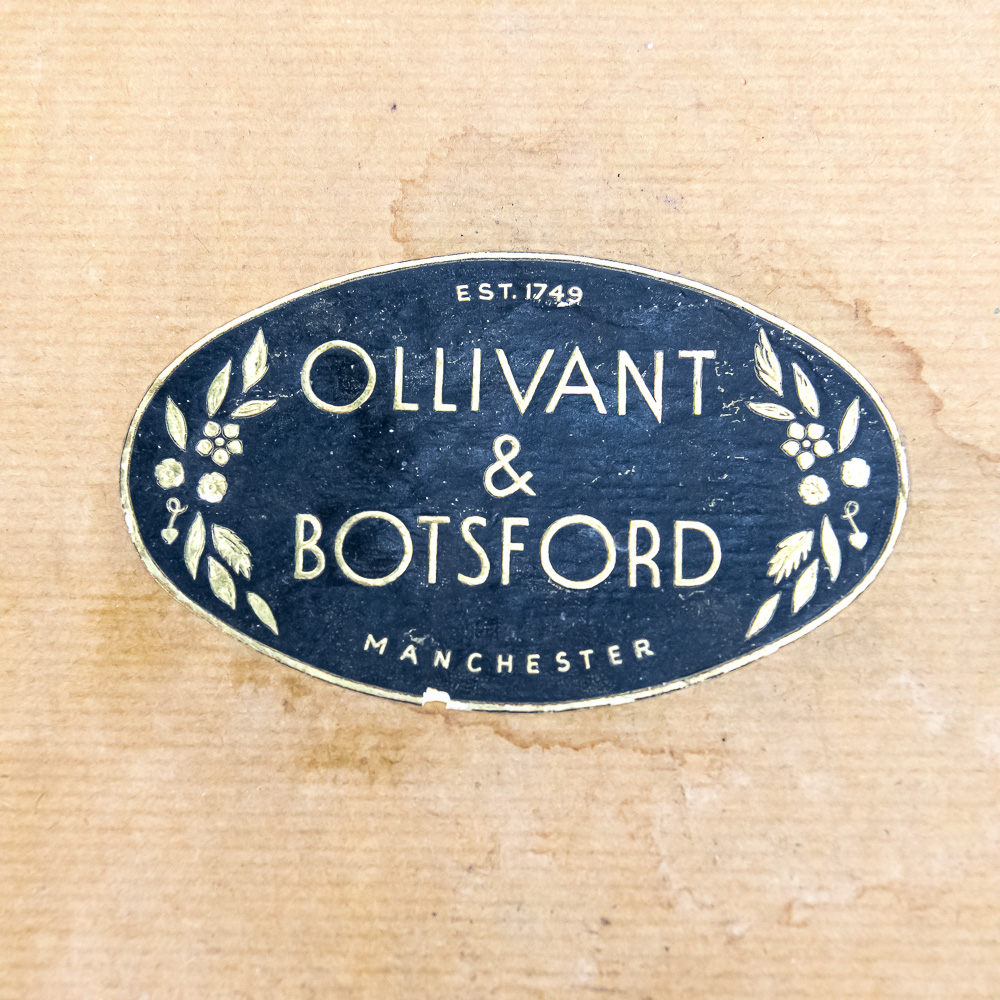 EST. 1749
OLLIVANT
&
BOTSFORD
MANCHESTER